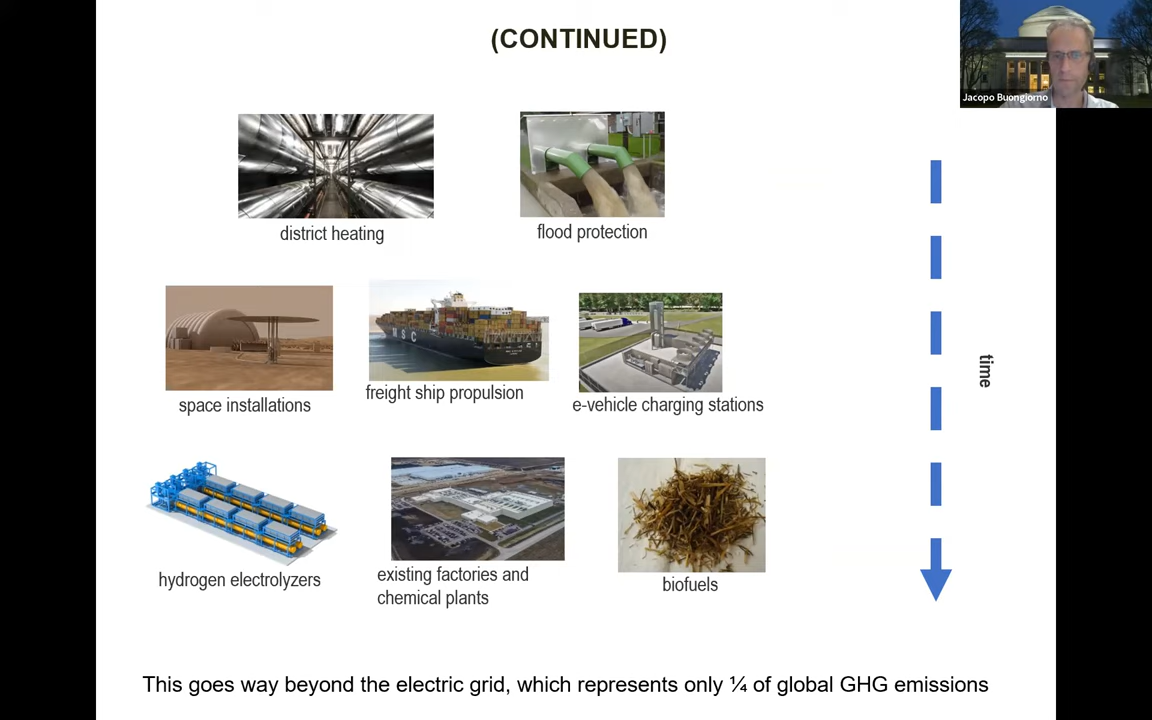 (CONTINUED)
Jacopo Buongiorno
district heating
flood protection
MSC
space installations
freight ship propulsion
e-vehicle charging stations
time
hydrogen electrolyzers
existing factories and
chemical plants
biofuels
This goes way beyond the electric grid, which represents only ¼ of global GHG emissions